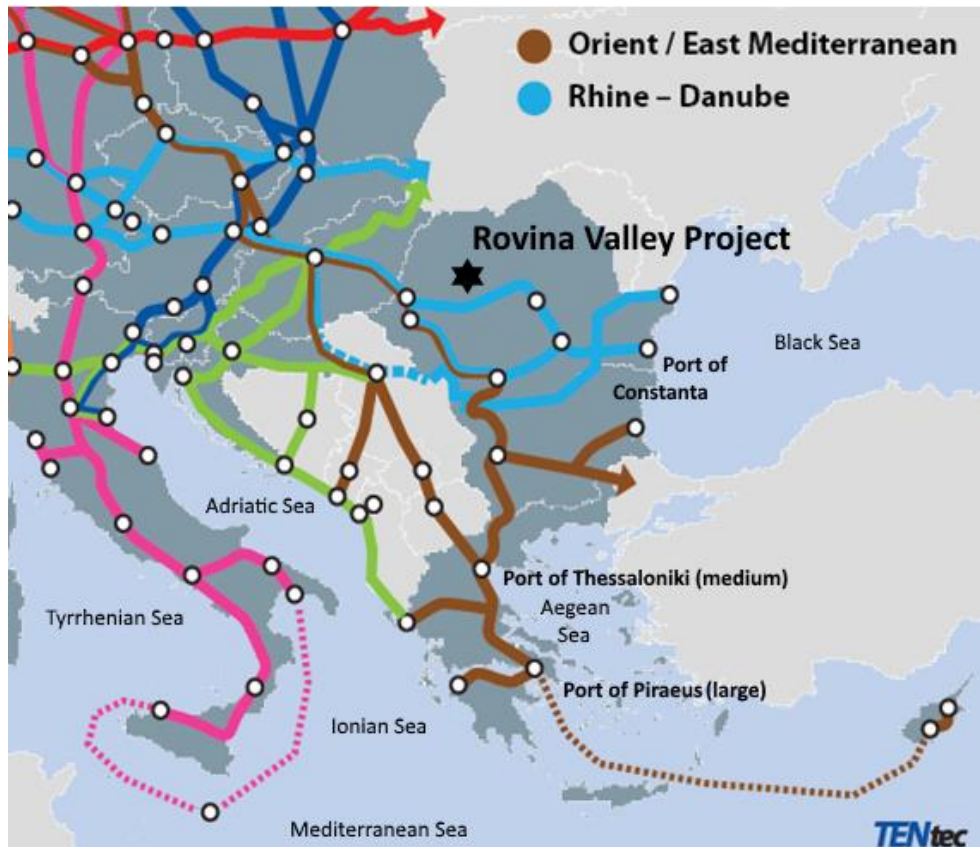 Orient / East Mediterranean
Rhine – Danube
Rovina Valley Project
Black Sea
Port of
Constanta
Adriatic Sea
Port of Thessaloniki (medium)
Aegean
Sea
Tyrrhenian Sea
Port of Piraeus (large)
Ionian Sea
Mediterranean Sea
TENtec